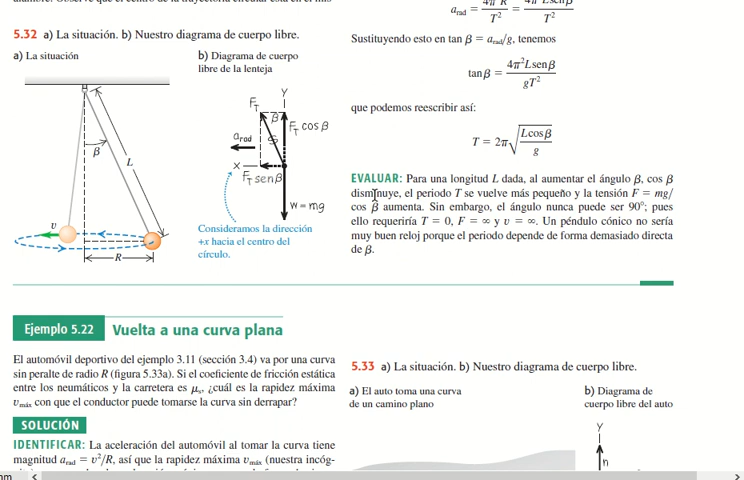 5.32 a) La situación. b) Nuestro diagrama de cuerpo libre.
a) La situación
b) Diagrama de cuerpo
libre de la lenteja
β
L
v
R
Y
F_T
β
F_T cos β
a_rad
X
F_T sen β
W = mg
Consideramos la dirección
+x hacia el centro del
círculo.
a_rad = 4π²R/T² = 4π²L sen β/T²
Sustituyendo esto en tan β = a_rad/g, tenemos
tan β = 4π²L sen β/gT²
que podemos reescribir así:
T = 2π√(L cos β/g)
EVALUAR: Para una longitud L dada, al aumentar el ángulo β, cos β
disminuye, el periodo T se vuelve más pequeño y la tensión F = mg/
cos β aumenta. Sin embargo, el ángulo nunca puede ser 90°; pues
ello requeriría T = 0, F = ∞ y v = ∞. Un péndulo cónico no sería
muy buen reloj porque el periodo depende de forma demasiado directa
de β.
Ejemplo 5.22 Vuelta a una curva plana
El automóvil deportivo del ejemplo 3.11 (sección 3.4) va por una curva
sin peralte de radio R (figura 5.33a). Si el coeficiente de fricción estática
entre los neumáticos y la carretera es μs, ¿cuál es la rapidez máxima
v_máx con que el conductor puede tomarse la curva sin derrapar?
SOLUCIÓN
IDENTIFICAR: La aceleración del automóvil al tomar la curva tiene
magnitud a_rad = v²/R, así que la rapidez máxima v_máx (nuestra incóg-
5.33 a) La situación. b) Nuestro diagrama de cuerpo libre.
a) El auto toma una curva
de un camino plano
b) Diagrama de
cuerpo libre del auto
Y
n